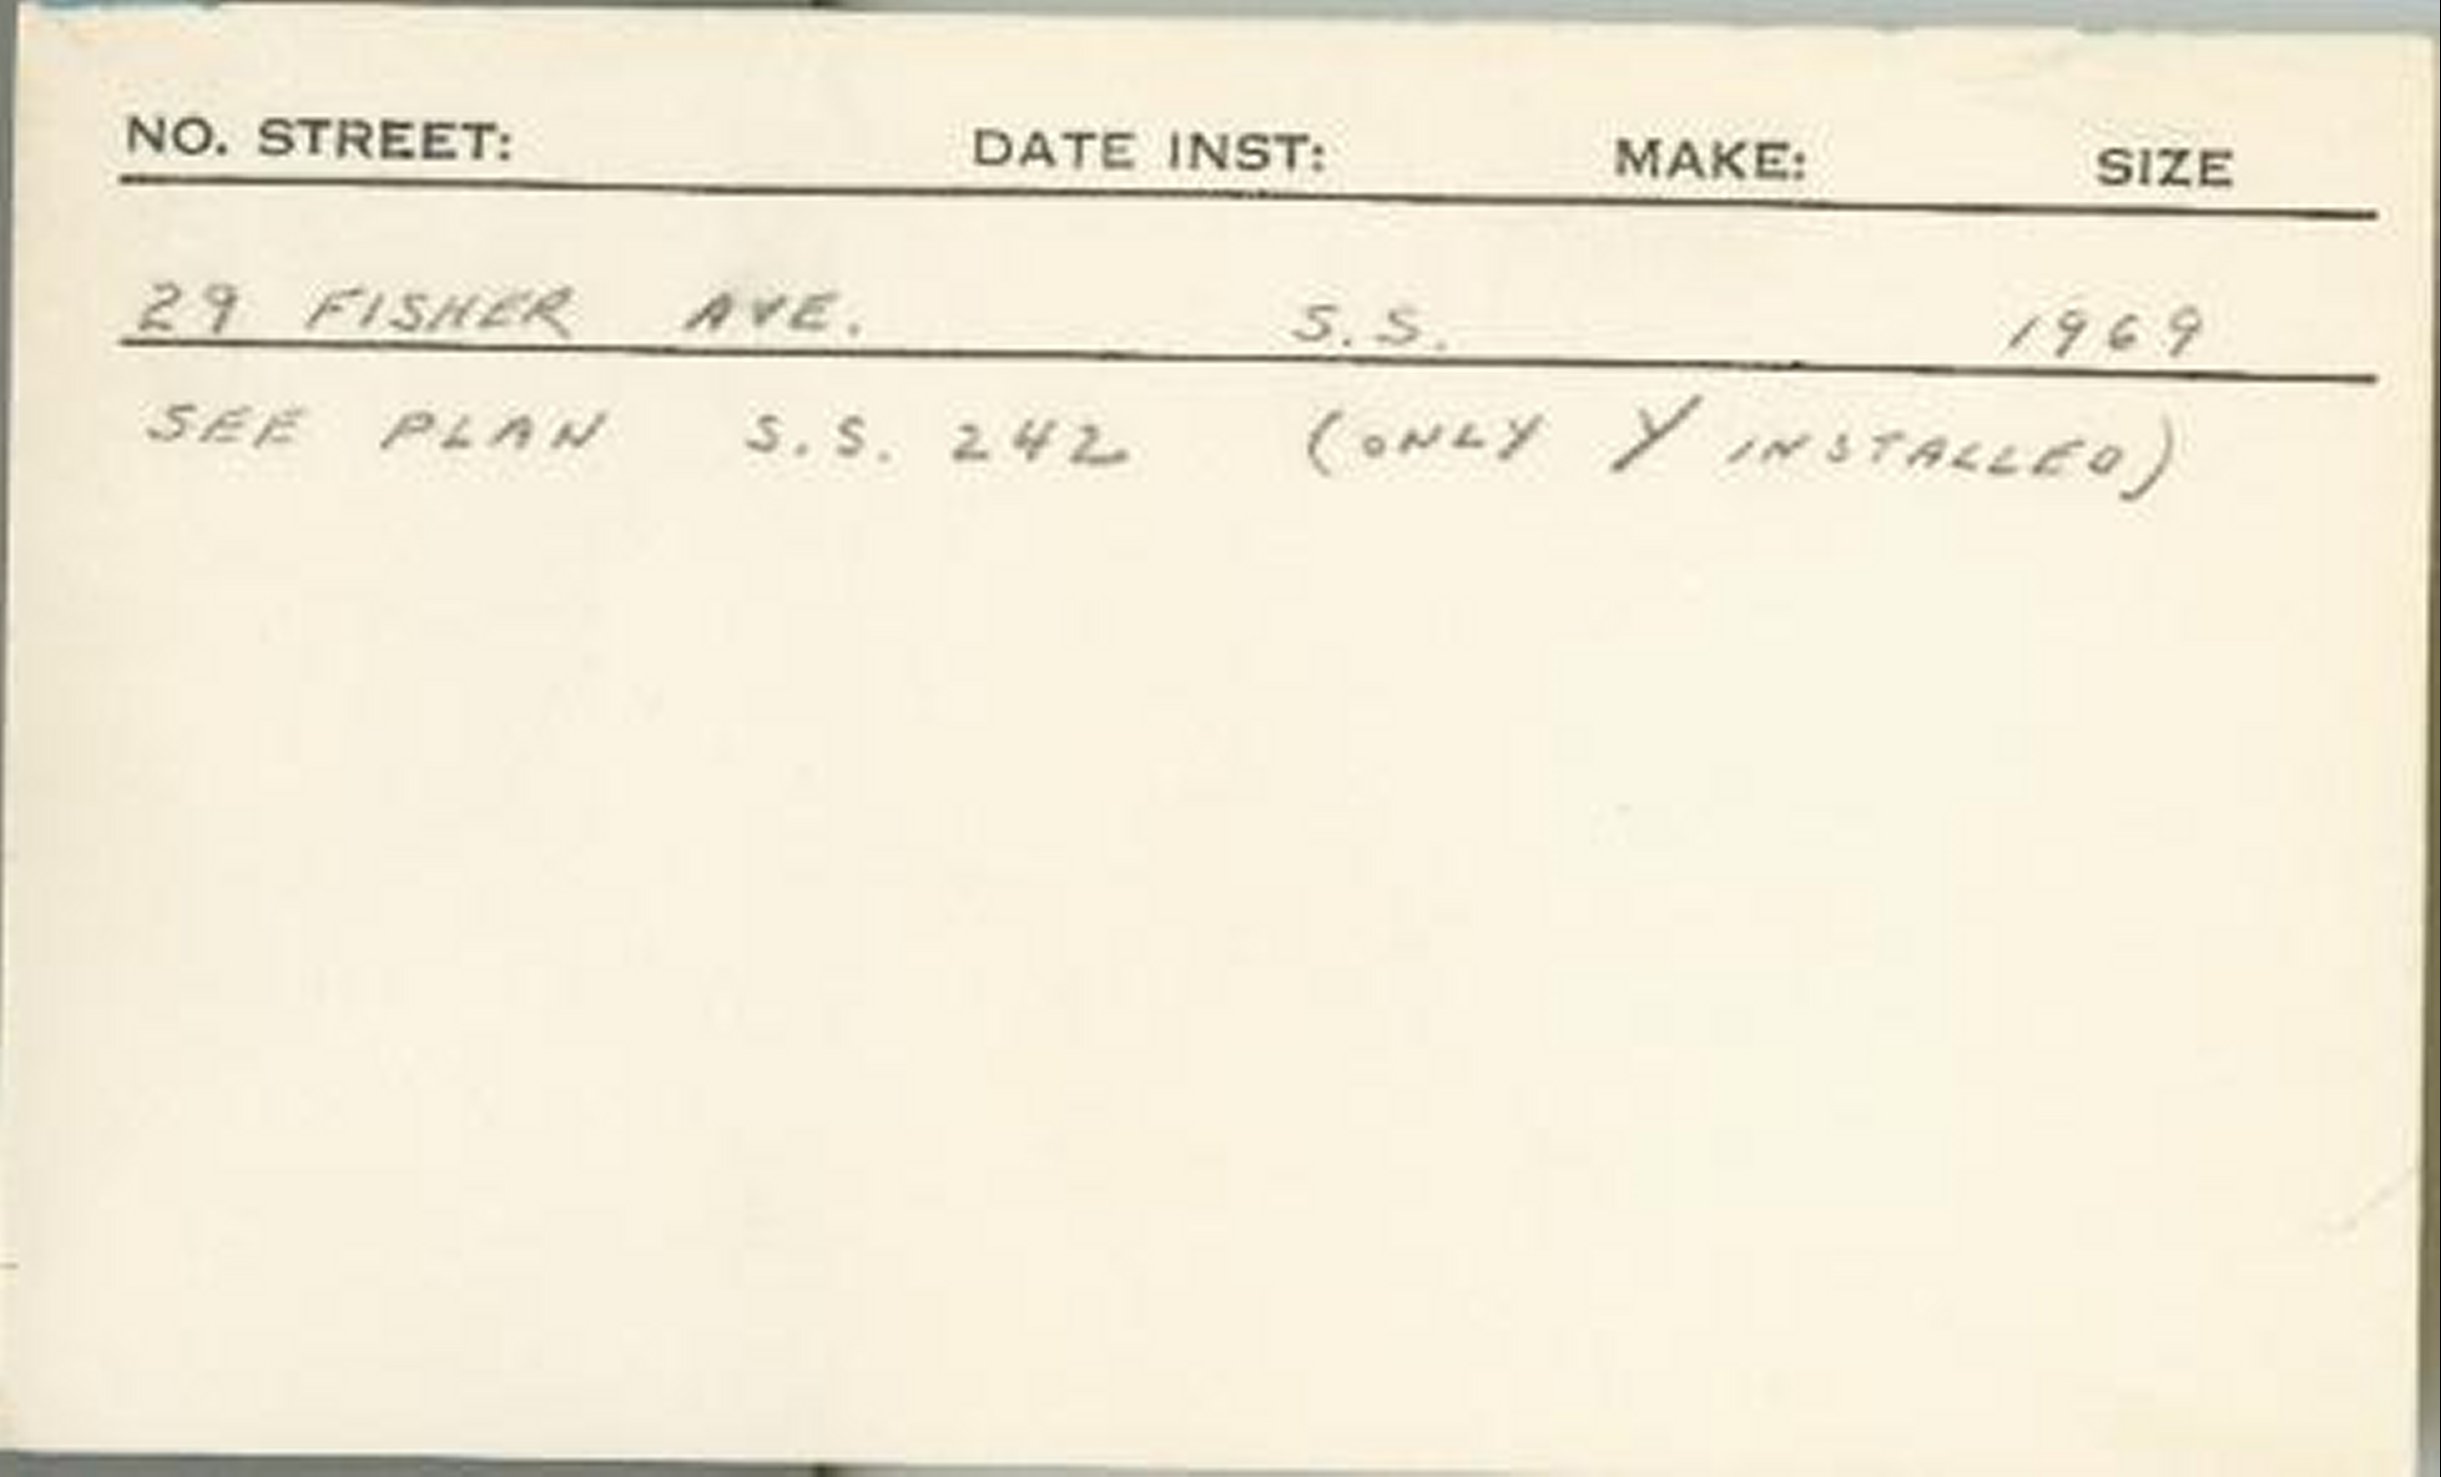 NO. STREET: DATE INST: MAKE: SIZE
29 FISHER AVE. S.S. 1969
SEE PLAN S.S. 242 (ONLY Y INSTALLED)